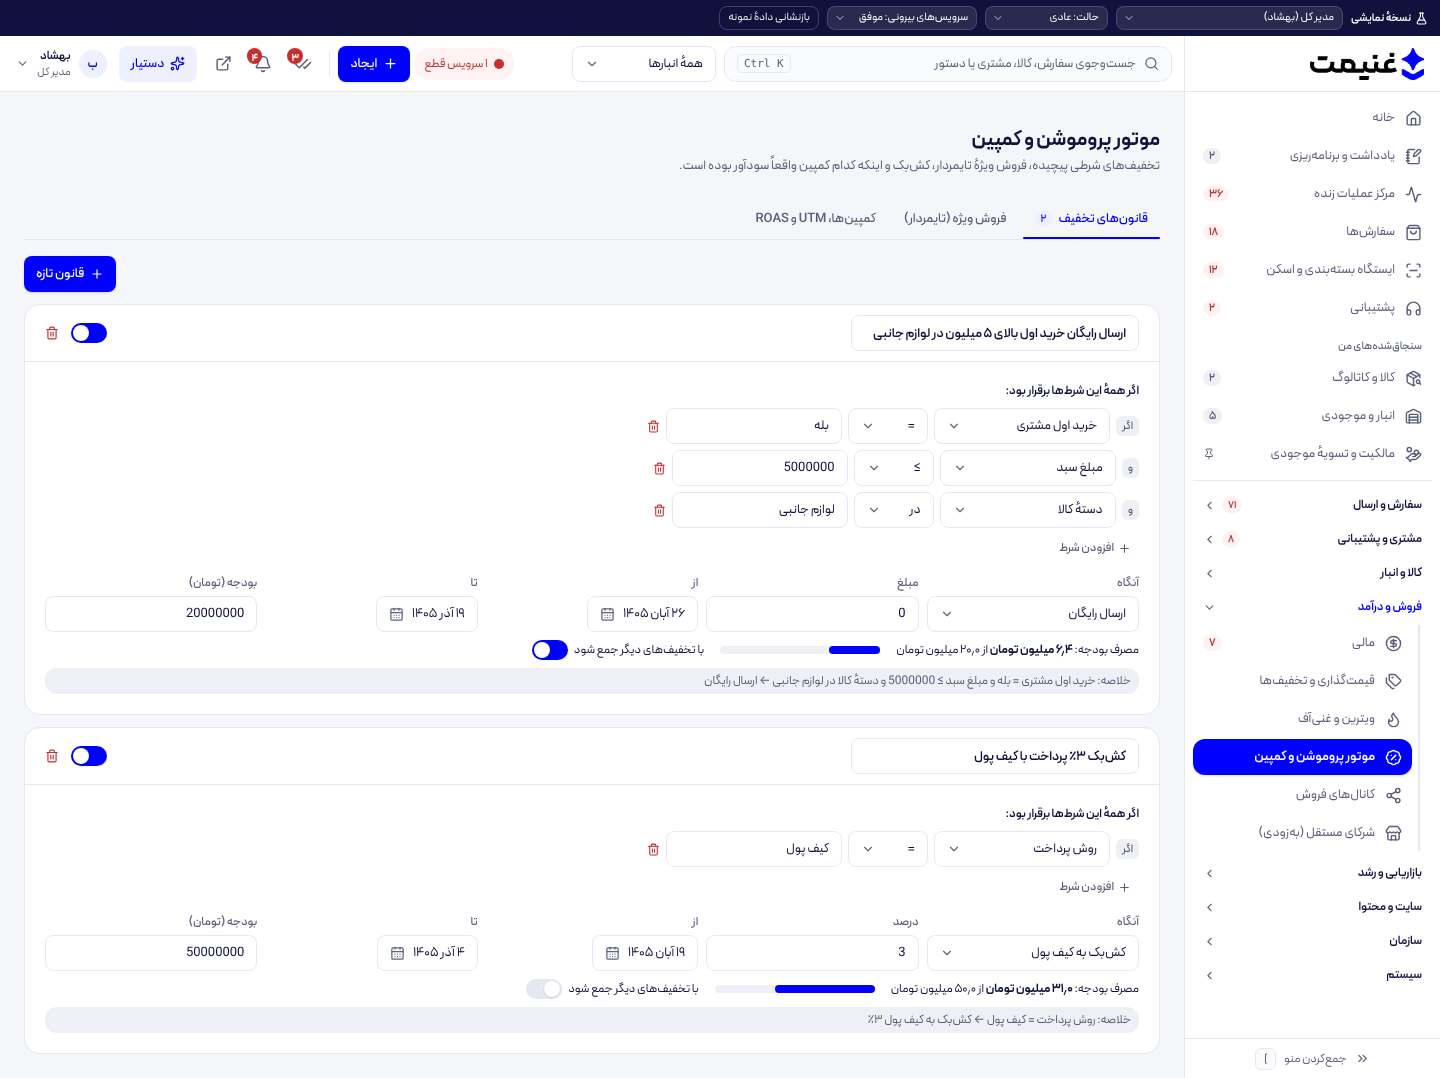 نسخهٔ نمایشی
مدیر کل (بهشاد)
حالت: عادی
سرویس‌های بیرونی: موفق
بازنشانی دادهٔ نمونه
غنیمت
جست‌وجوی سفارش، کالا، مشتری یا دستور
Ctrl K
همهٔ انبارها
۱ سرویس قطع
ایجاد
۳
۴
دستیار
ب
بهشاد
مدیر کل
خانه
یادداشت و برنامه‌ریزی ۲
مرکز عملیات زنده ۳۶
سفارش‌ها ۱۸
ایستگاه بسته‌بندی و اسکن ۱۲
پشتیبانی ۲
سنجاق‌شده‌های من
کالا و کاتالوگ ۲
انبار و موجودی ۵
مالکیت و تسویهٔ موجودی
سفارش و ارسال ۷۱
مشتری و پشتیبانی ۸
کالا و انبار
فروش و درآمد
مالی ۷
قیمت‌گذاری و تخفیف‌ها
ویترین و غنی‌آف
موتور پروموشن و کمپین
کانال‌های فروش
شرکای مستقل (به‌زودی)
بازاریابی و رشد
سایت و محتوا
سازمان
سیستم
جمع‌کردن منو [
موتور پروموشن و کمپین
تخفیف‌های شرطی پیچیده، فروش ویژهٔ تایمردار، کش‌بک و اینکه کدام کمپین واقعاً سودآور بوده است.
قانون‌های تخفیف ۲
فروش ویژه (تایمردار)
کمپین‌ها، UTM و ROAS
قانون تازه
ارسال رایگان خرید اول بالای ۵ میلیون در لوازم جانبی
اگر همهٔ این شرط‌ها برقرار بود:
اگر خرید اول مشتری = بله
و مبلغ سبد ≥ 5000000
و دستهٔ کالا در لوازم جانبی
افزودن شرط
آنگاه مبلغ از تا بودجه (تومان)
ارسال رایگان 0 ۲۶ آبان ۱۴۰۵ ۱۹ آذر ۱۴۰۵ 20000000
مصرف بودجه: ۶٫۴ میلیون تومان از ۲۰٫۰ میلیون تومان با تخفیف‌های دیگر جمع شود
خلاصه: خرید اول مشتری = بله و مبلغ سبد ≥ 5000000 و دستهٔ کالا در لوازم جانبی ← ارسال رایگان
کش‌بک ۳٪ پرداخت با کیف پول
اگر همهٔ این شرط‌ها برقرار بود:
اگر روش پرداخت = کیف پول
افزودن شرط
آنگاه درصد از تا بودجه (تومان)
کش‌بک به کیف پول 3 ۱۹ آبان ۱۴۰۵ ۴ آذر ۱۴۰۵ 50000000
مصرف بودجه: ۳۱٫۰ میلیون تومان از ۵۰٫۰ میلیون تومان با تخفیف‌های دیگر جمع شود
خلاصه: روش پرداخت = کیف پول ← کش‌بک به کیف پول ۳٪